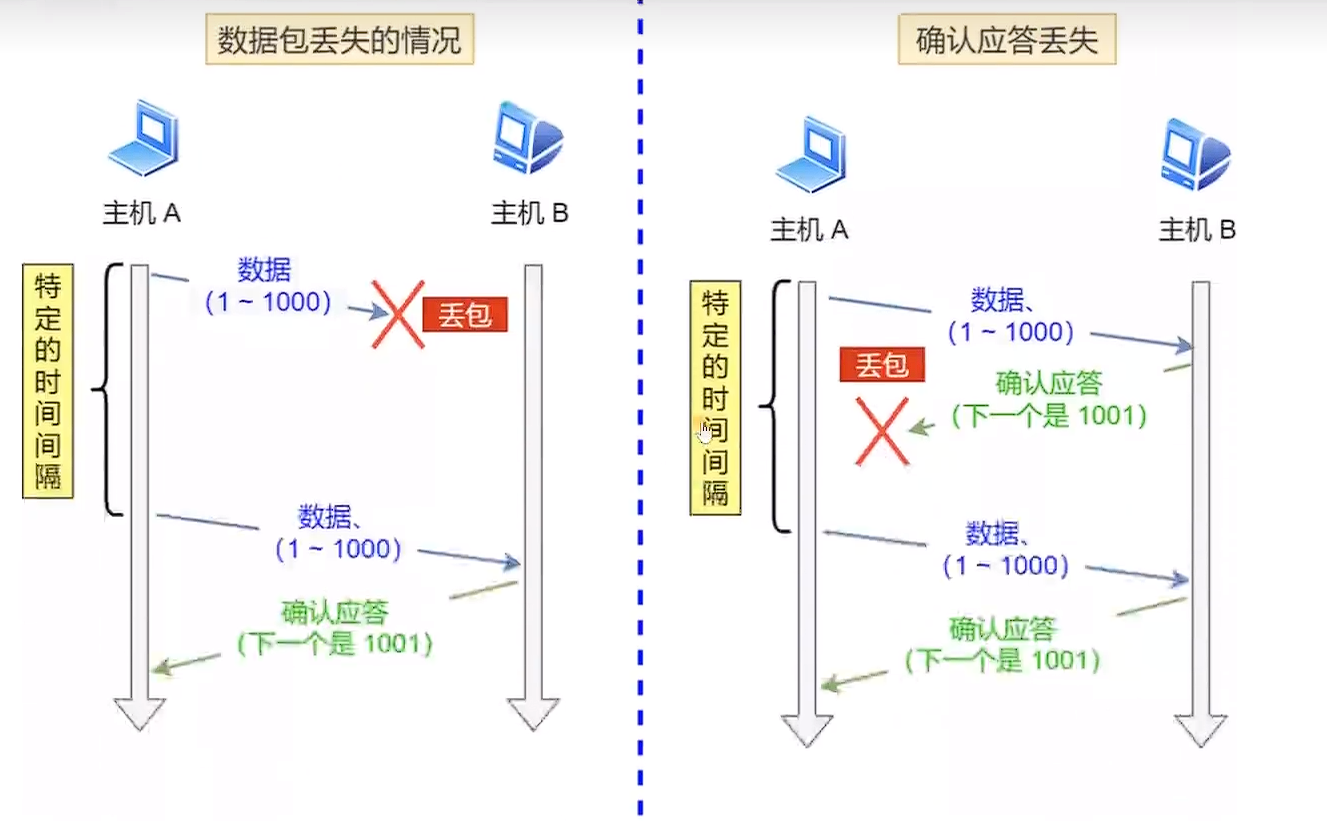 数据包丢失的情况
主机 A
主机 B
特定的时间间隔
数据
(1 ~ 1000)
丢包
数据、
(1 ~ 1000)
确认应答
(下一个是 1001)
确认应答丢失
主机 A
主机 B
特定的时间间隔
数据、
(1 ~ 1000)
丢包
确认应答
(下一个是 1001)
数据、
(1 ~ 1000)
确认应答
(下一个是 1001)